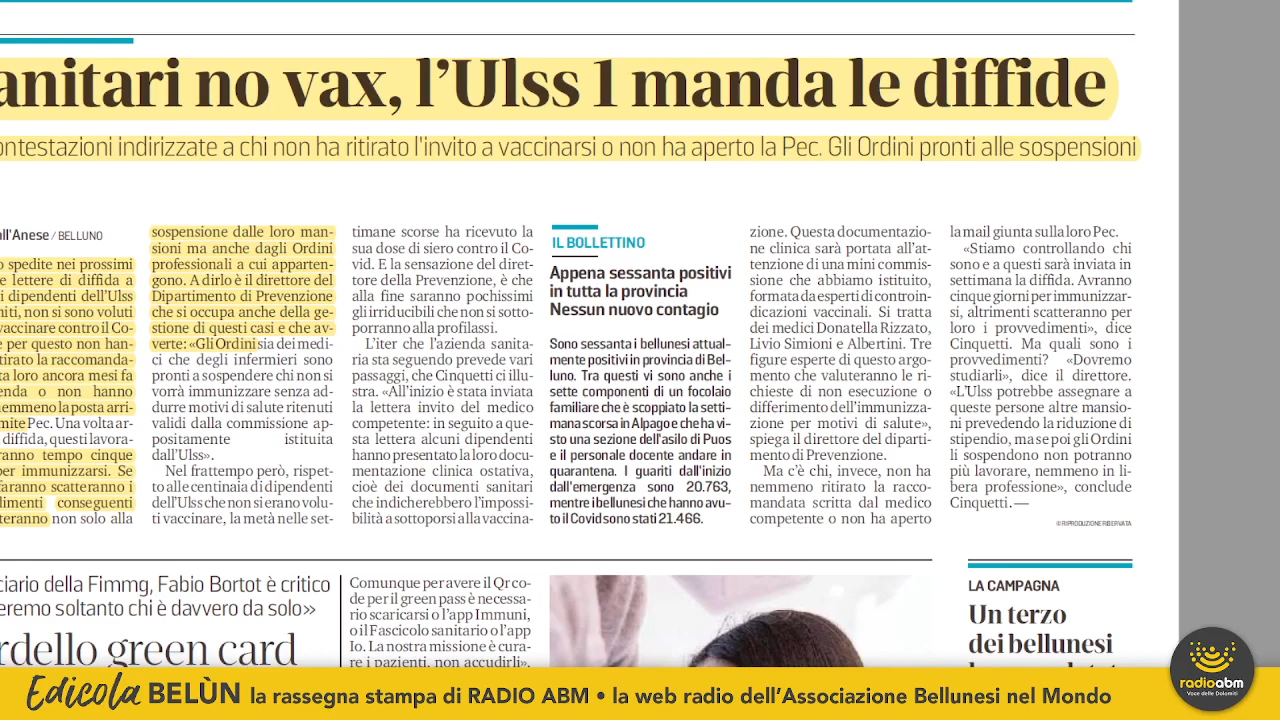 anitari no vax, l'Ulss 1 manda le diffide
ontestazioni indirizzate a chi non ha ritirato l'invito a vaccinarsi o non ha aperto la Pec. Gli Ordini pronti alle sospensioni
all'Anese / BELLUNO
o spedite nei prossimi
e lettere di diffida a
i dipendenti dell'Ulss
niti, non si sono voluti
vaccinare contro il Co-
e per questo non han-
tirato la raccomanda-
ta loro ancora mesi fa
enda o non hanno
nemmeno la posta arri-
mite Pec. Una volta ar-
diffida, questi lavora-
ranno tempo cinque
per immunizzarsi. Se
faranno scatteranno i
limenti conseguenti
teranno non solo alla
sospensione dalle loro man-
sioni ma anche dagli Ordini
professionali a cui apparten-
gono. A dirlo è il direttore del
Dipartimento di Prevenzione
che si occupa anche della ge-
stione di questi casi e che av-
verte: «Gli Ordini sia dei medi-
ci che degli infermieri sono
pronti a sospendere chi non si
vorrà immunizzare senza ad-
durre motivi di salute ritenuti
validi dalla commissione ap-
positamente istituita
dall'Ulss».
Nel frattempo però, rispet-
to alle centinaia di dipendenti
dell'Ulss che non si erano volu-
ti vaccinare, la metà nelle set-
timane scorse ha ricevuto la
sua dose di siero contro il Co-
vid. E la sensazione del diret-
tore della Prevenzione, è che
alla fine saranno pochissimi
gli irriducibili che non si sotto-
porranno alla profilassi.
L'iter che l'azienda sanita-
ria sta seguendo prevede vari
passaggi, che Cinquetti ci illu-
stra. «All'inizio è stata inviata
la lettera invito del medico
competente: in seguito a que-
sta lettera alcuni dipendenti
hanno presentato la loro docu-
mentazione clinica ostativa,
cioè dei documenti sanitari
che indicherebbero l'impossi-
bilità a sottoporsi alla vaccina-
IL BOLLETTINO
Appena sessanta positivi
in tutta la provincia
Nessun nuovo contagio
Sono sessanta i bellunesi attual-
mente positivi in provincia di Bel-
luno. Tra questi vi sono anche i
sette componenti di un focolaio
familiare che è scoppiato la setti-
mana scorsa in Alpago e che ha vi-
sto una sezione dell'asilo di Puos
e il personale docente andare in
quarantena. I guariti dall'inizio
dall'emergenza sono 20.763,
mentre i bellunesi che hanno avu-
to il Covid sono stati 21.466.
zione. Questa documentazio-
ne clinica sarà portata all'at-
tenzione di una mini commis-
sione che abbiamo istituito,
formata da esperti di controin-
dicazioni vaccinali. Si tratta
dei medici Donatella Rizzato,
Livio Simioni e Albertini. Tre
figure esperte di questo argo-
mento che valuteranno le ri-
chieste di non esecuzione o
differimento dell'immunizza-
zione per motivi di salute»,
spiega il direttore del diparti-
mento di Prevenzione.
Ma c'è chi, invece, non ha
nemmeno ritirato la racco-
mandata scritta dal medico
competente o non ha aperto
la mail giunta sulla loro Pec.
«Stiamo controllando chi
sono e a questi sarà inviata in
settimana la diffida. Avranno
cinque giorni per immunizzar-
si, altrimenti scatteranno per
loro i provvedimenti», dice
Cinquetti. Ma quali sono i
provvedimenti? «Dovremo
studiarli», dice il direttore.
«L'Ulss potrebbe assegnare a
queste persone altre mansio-
ni prevedendo la riduzione di
stipendio, ma se poi gli Ordini
li sospendono non potranno
più lavorare, nemmeno in li-
bera professione», conclude
Cinquetti. —
© RIPRODUZIONE RISERVATA
ciario della Fimmg, Fabio Bortot è critico
eremo soltanto chi è davvero da solo»
rdello green card
Comunque per avere il Qr co-
de per il green pass è necessa-
rio scaricarsi o l'app Immuni,
o il Fascicolo sanitario o l'app
Io. La nostra missione è cura-
re i pazienti, non accudirli».
LA CAMPAGNA
Un terzo
dei bellunesi
Edicola BELÙN la rassegna stampa di RADIO ABM • la web radio dell'Associazione Bellunesi nel Mondo
radioabm
Voce delle Dolomiti